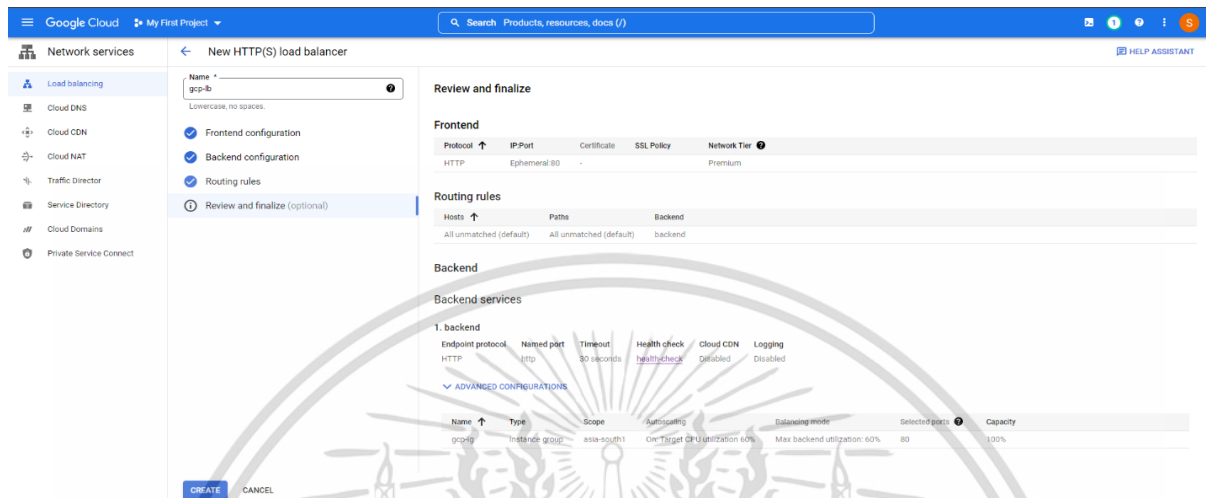 Google Cloud My First Project Search Products, resources, docs (/) 1 S
Network services New HTTP(S) load balancer HELP ASSISTANT
Load balancing
Cloud DNS
Cloud CDN
Cloud NAT
Traffic Director
Service Directory
Cloud Domains
Private Service Connect
Name *
gcp-lb
Lowercase, no spaces.
Frontend configuration
Backend configuration
Routing rules
Review and finalize (optional)
CREATE CANCEL
Review and finalize
Frontend
Protocol IP:Port Certificate SSL Policy Network Tier
HTTP Ephemeral:80 - Premium
Routing rules
Hosts Paths Backend
All unmatched (default) All unmatched (default) backend
Backend
Backend services
1. backend
Endpoint protocol Named port Timeout Health check Cloud CDN Logging
HTTP http 30 seconds health-check Disabled Disabled
ADVANCED CONFIGURATIONS
Name Type Scope Autoscaling Balancing mode Selected ports Capacity
gcp-ig Instance group asia-south1 On: Target CPU utilization 60% Max backend utilization: 60% 80 100%